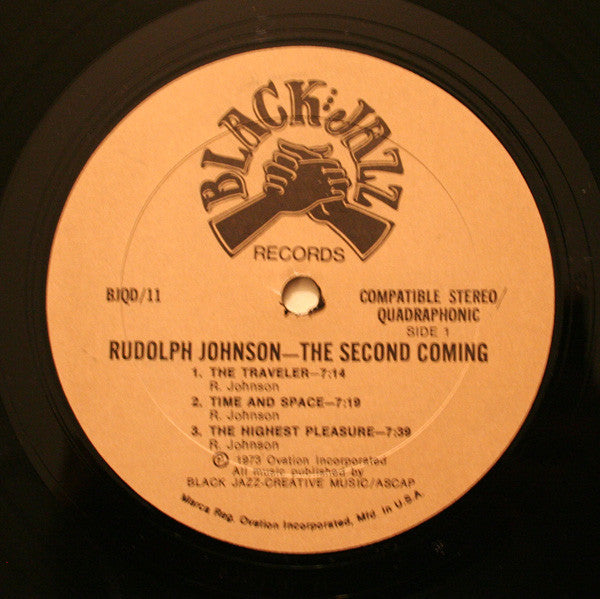 BLACK JAZZ
RECORDS
BJQD/11
COMPATIBLE STEREO/
QUADRAPHONIC
SIDE 1
RUDOLPH JOHNSON—THE SECOND COMING
1. THE TRAVELER—7:14
R. Johnson
2. TIME AND SPACE—7:19
R. Johnson
3. THE HIGHEST PLEASURE—7:39
R. Johnson
℗ 1973 Ovation Incorporated
All music published by
BLACK JAZZ-CREATIVE MUSIC/ASCAP
Marca Reg. Ovation Incorporated, Mfd. in U.S.A.